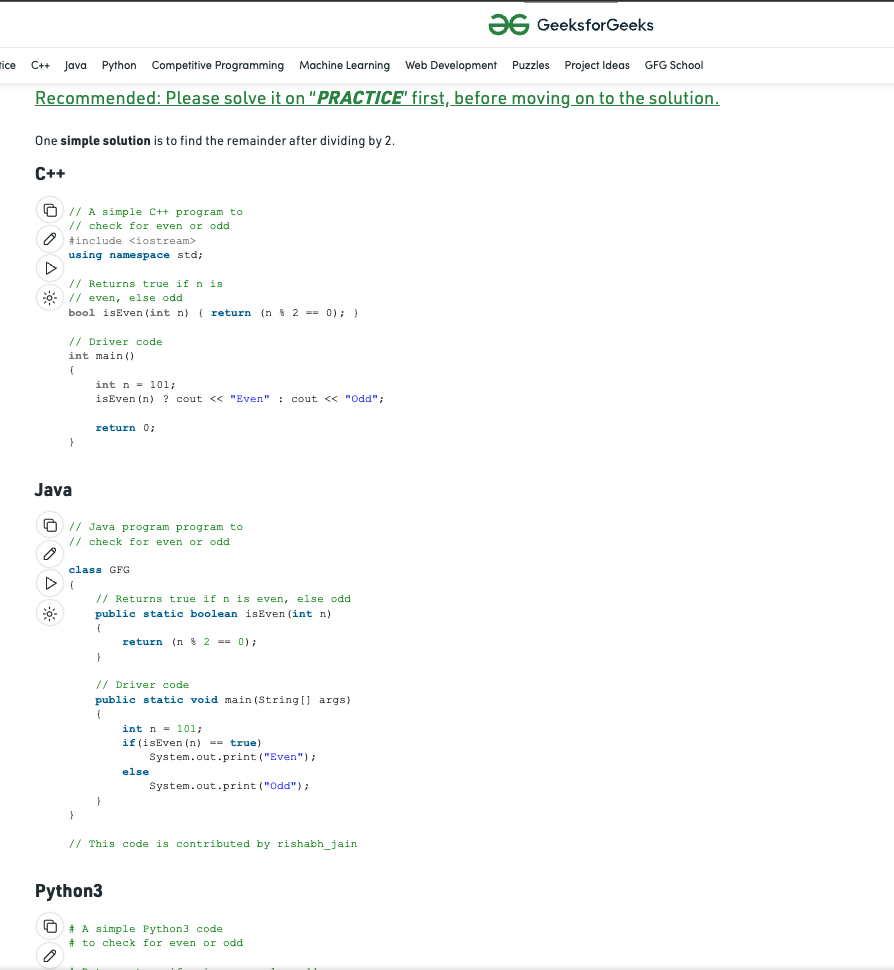 GeeksforGeeks
tice C++ Java Python Competitive Programming Machine Learning Web Development Puzzles Project Ideas GFG School
Recommended: Please solve it on “PRACTICE” first, before moving on to the solution.
One simple solution is to find the remainder after dividing by 2.
C++
// A simple C++ program to
// check for even or odd
#include <iostream>
using namespace std;
// Returns true if n is
// even, else odd
bool isEven(int n) { return (n % 2 == 0); }
// Driver code
int main()
{
int n = 101;
isEven(n) ? cout << "Even" : cout << "Odd";
return 0;
}
Java
// Java program program to
// check for even or odd
class GFG
{
// Returns true if n is even, else odd
public static boolean isEven(int n)
{
return (n % 2 == 0);
}
// Driver code
public static void main(String[] args)
{
int n = 101;
if(isEven(n) == true)
System.out.print("Even");
else
System.out.print("Odd");
}
}
// This code is contributed by rishabh_jain
Python3
# A simple Python3 code
# to check for even or odd